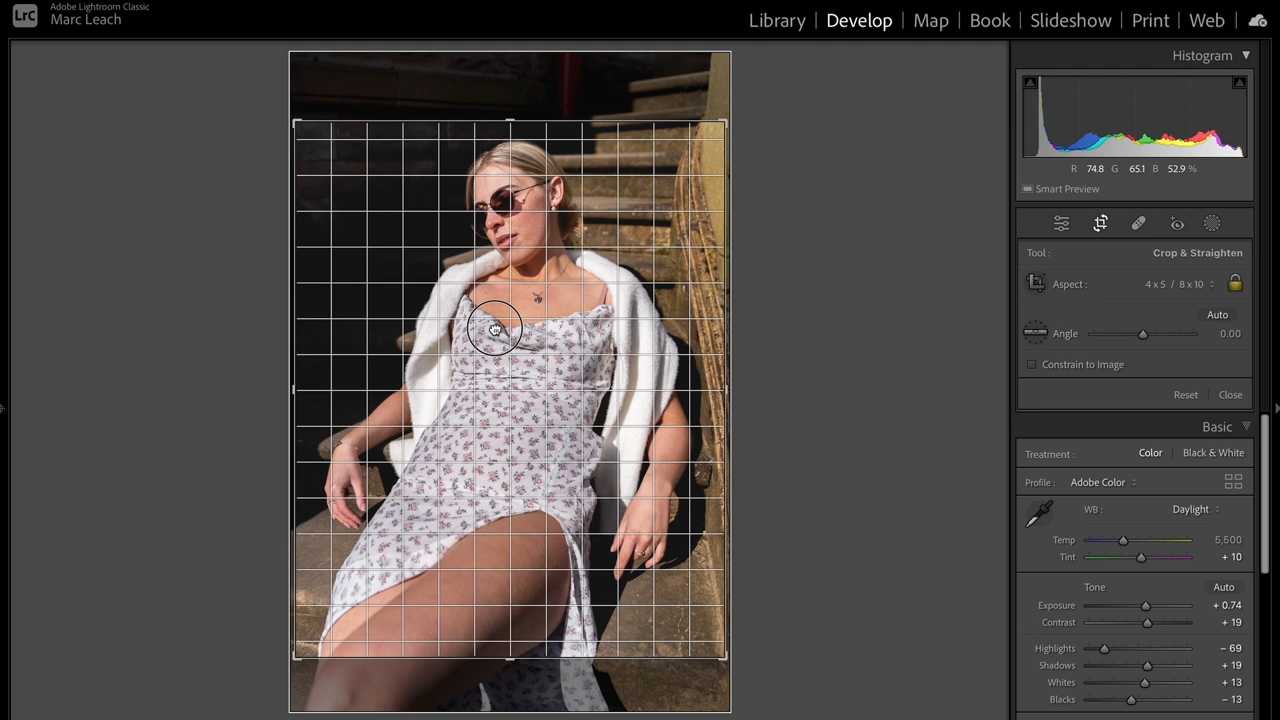 LrC
Adobe Lightroom Classic
Marc Leach
Library | Develop | Map | Book | Slideshow | Print | Web
Histogram
R 74.8 G 65.1 B 52.9 %
Smart Preview
Tool : Crop & Straighten
Aspect : 4 x 5 / 8 x 10
Auto
Angle 0.00
Constrain to Image
Reset Close
Basic
Treatment : Color Black & White
Profile : Adobe Color
WB : Daylight
Temp 5,500
Tint + 10
Tone Auto
Exposure + 0.74
Contrast + 19
Highlights − 69
Shadows + 19
Whites + 13
Blacks − 13